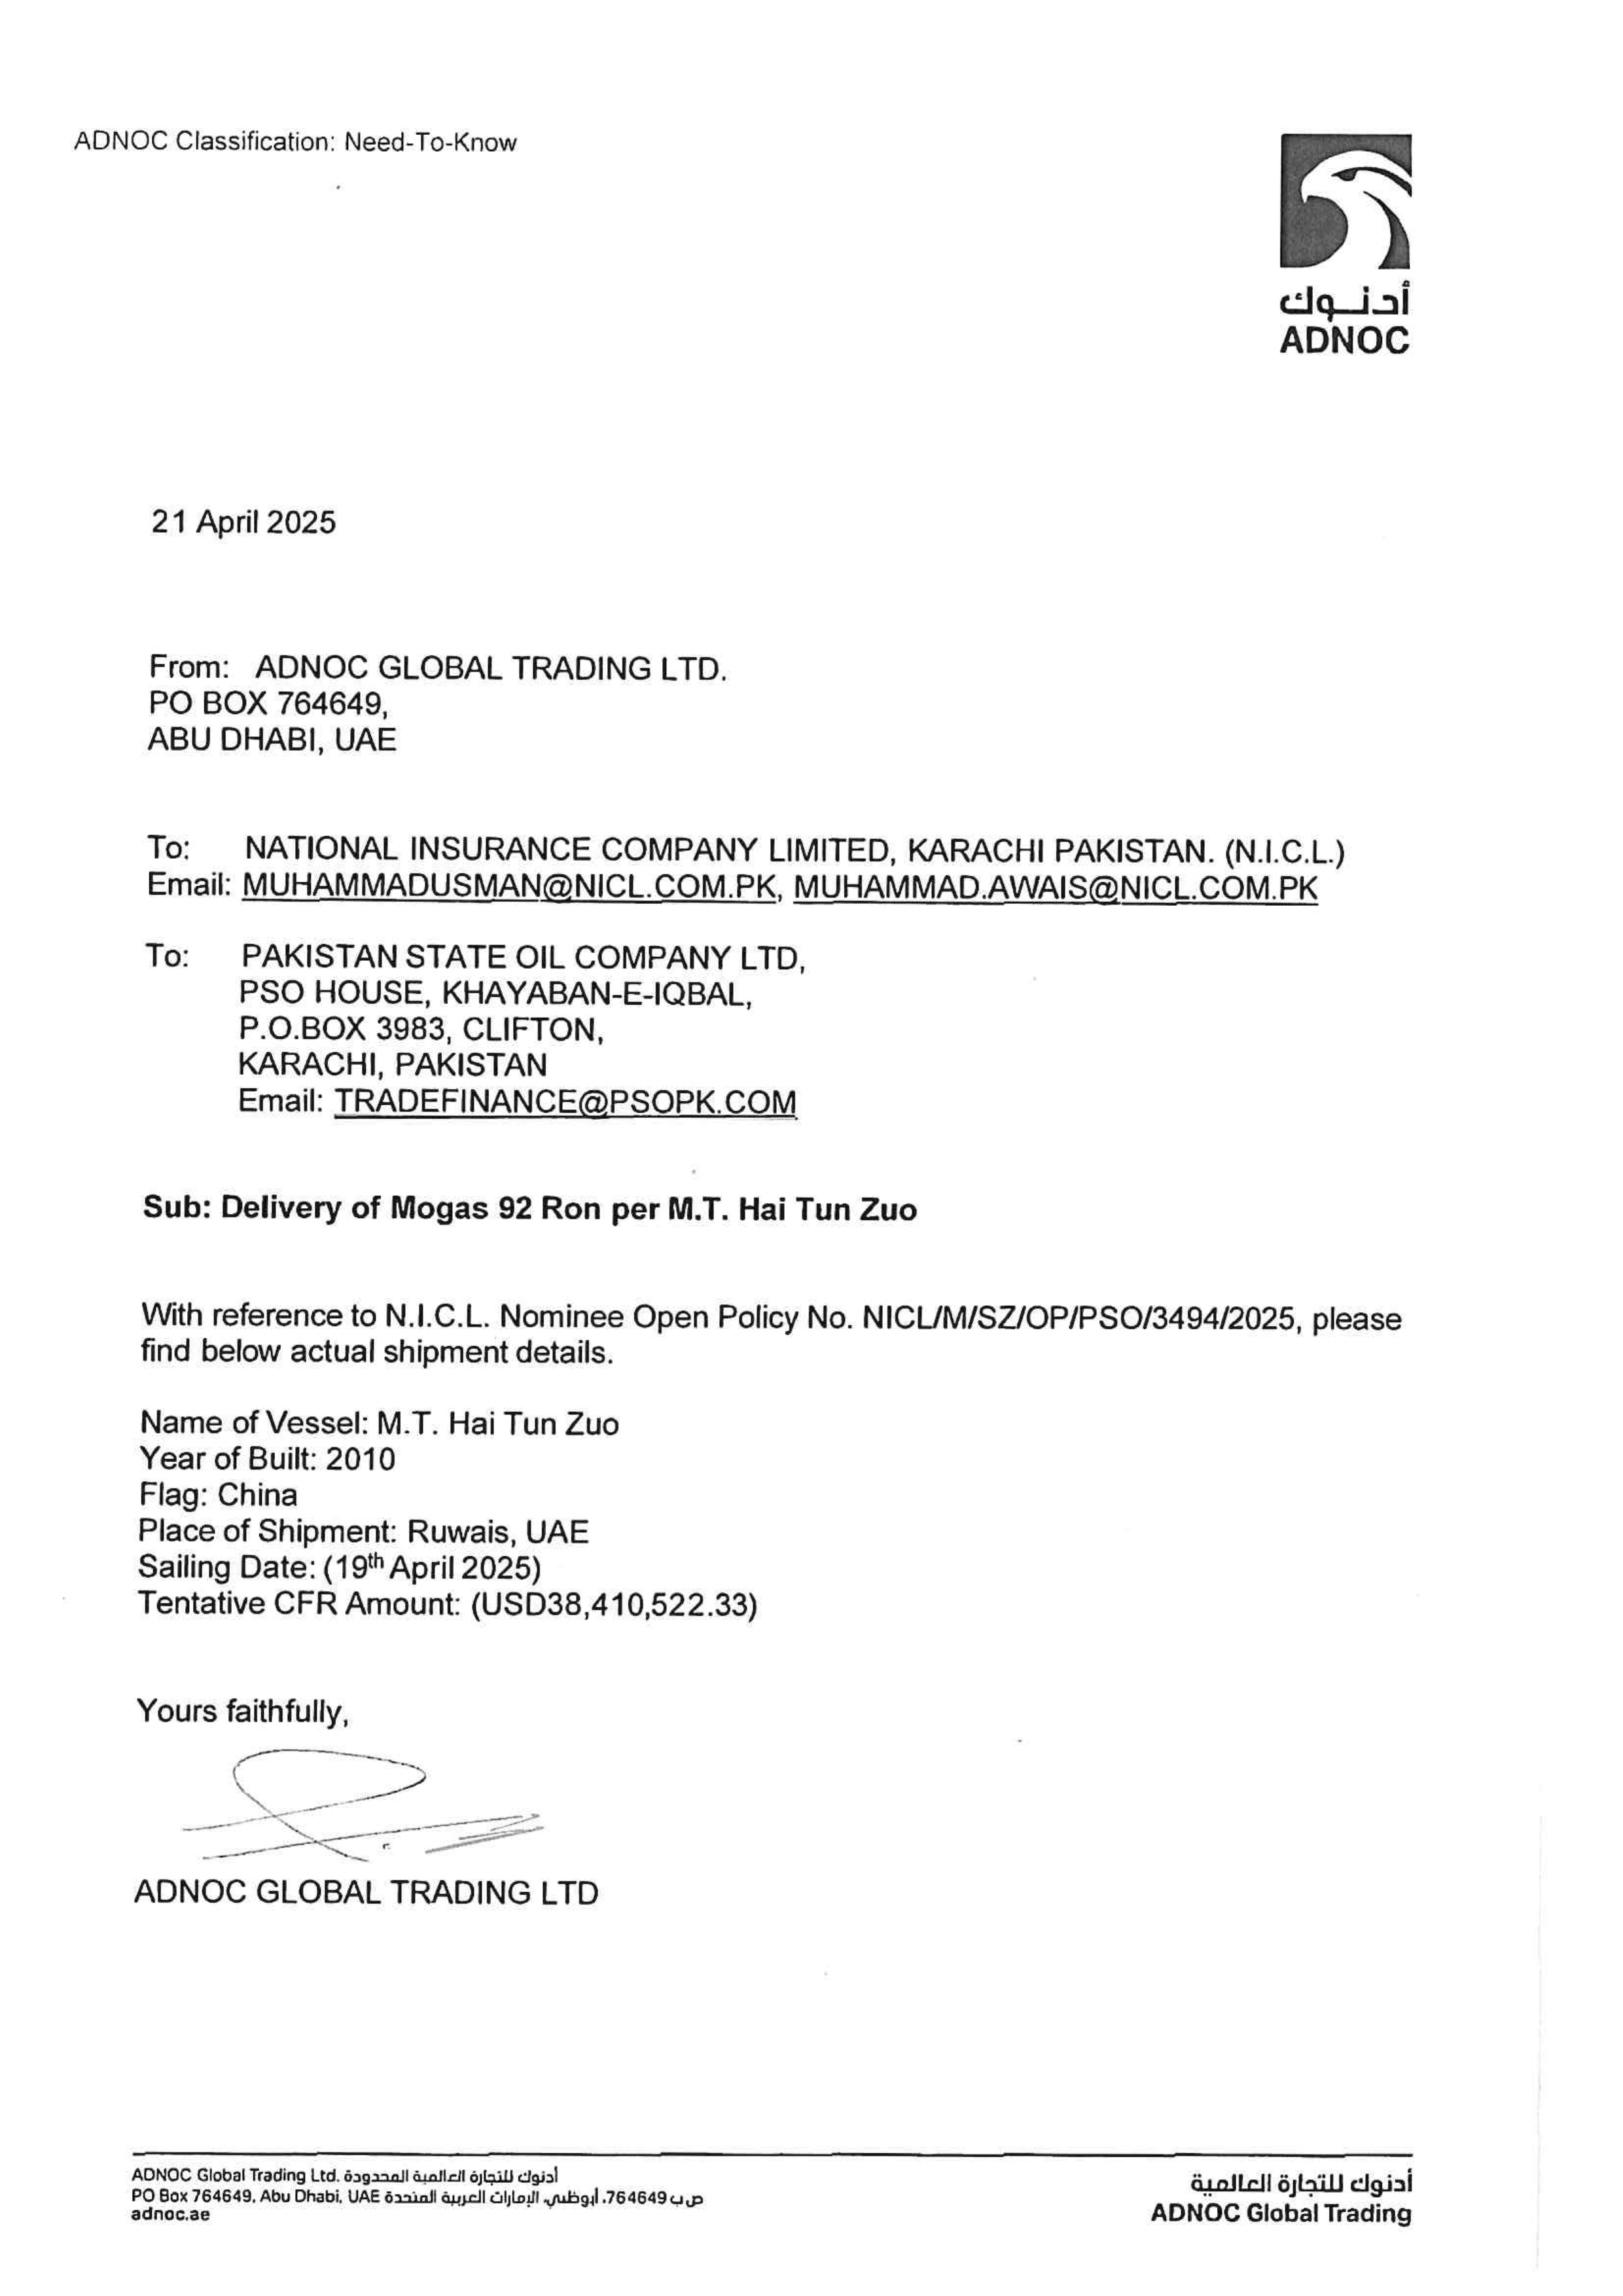 ADNOC Classification: Need-To-Know
أدنوك
ADNOC
21 April 2025
From: ADNOC GLOBAL TRADING LTD.
PO BOX 764649,
ABU DHABI, UAE
To: NATIONAL INSURANCE COMPANY LIMITED, KARACHI PAKISTAN. (N.I.C.L.)
Email: MUHAMMADUSMAN@NICL.COM.PK, MUHAMMAD.AWAIS@NICL.COM.PK
To: PAKISTAN STATE OIL COMPANY LTD,
PSO HOUSE, KHAYABAN-E-IQBAL,
P.O.BOX 3983, CLIFTON,
KARACHI, PAKISTAN
Email: TRADEFINANCE@PSOPK.COM
Sub: Delivery of Mogas 92 Ron per M.T. Hai Tun Zuo
With reference to N.I.C.L. Nominee Open Policy No. NICL/M/SZ/OP/PSO/3494/2025, please
find below actual shipment details.
Name of Vessel: M.T. Hai Tun Zuo
Year of Built: 2010
Flag: China
Place of Shipment: Ruwais, UAE
Sailing Date: (19th April 2025)
Tentative CFR Amount: (USD38,410,522.33)
Yours faithfully,
ADNOC GLOBAL TRADING LTD
ADNOC Global Trading Ltd. أدنوك للتجارة العالمية المحدودة
PO Box 764649, Abu Dhabi, UAE ص ب 764649، أبوظبي، الإمارات العربية المتحدة
adnoc.ae
أدنوك للتجارة العالمية
ADNOC Global Trading